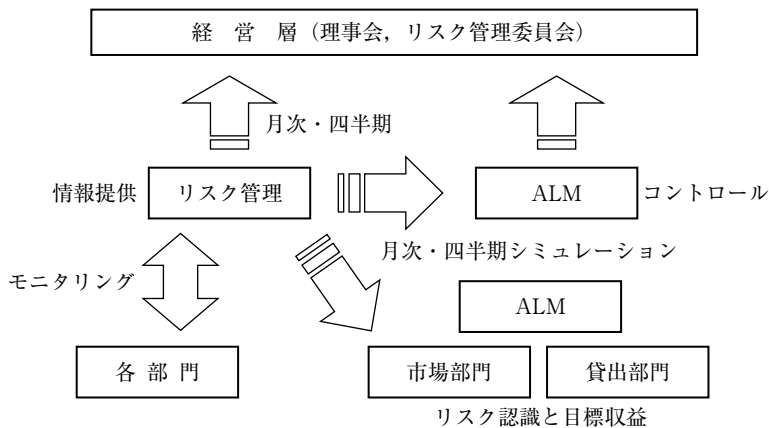 経 営 層（理事会，リスク管理委員会）
月次・四半期
情報提供
リスク管理
ALM
コントロール
月次・四半期シミュレーション
モニタリング
ALM
各 部 門
市場部門
貸出部門
リスク認識と目標収益